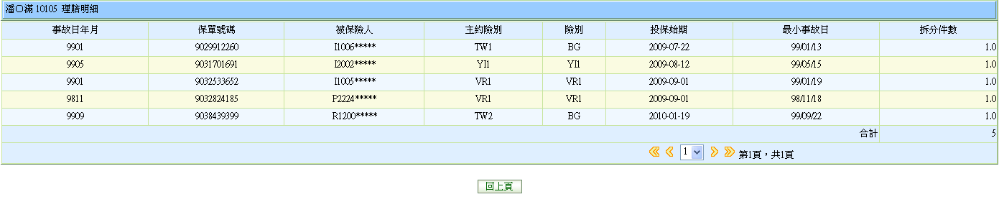 潘○滿 10105 理賠明細
事故日年月 保單號碼 被保險人 主約險別 險別 投保始期 最小事故日 拆分件數
9901 9029912260 I1006***** TW1 BG 2009-07-22 99/01/13 1.0
9905 9031701691 I2002***** YI1 YI1 2009-08-12 99/05/15 1.0
9901 9032533652 I1005***** VR1 VR1 2009-09-01 99/01/19 1.0
9811 9032824185 P2224***** VR1 VR1 2009-09-01 98/11/18 1.0
9909 9038439399 R1200***** TW2 BG 2010-01-19 99/09/22 1.0
合計 5
1 第1頁，共1頁
回上頁